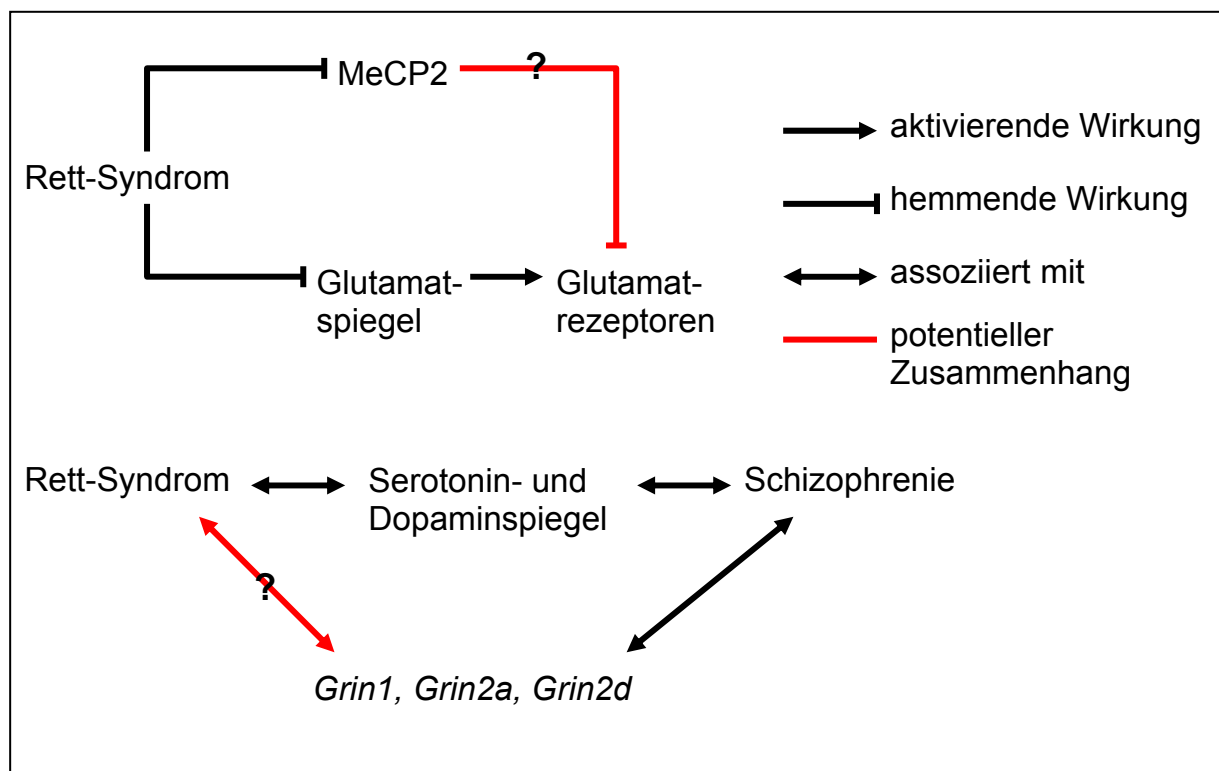 MeCP2
?
Rett-Syndrom
Glutamat-
spiegel
Glutamat-
rezeptoren
aktivierende Wirkung
hemmende Wirkung
assoziiert mit
potentieller
Zusammenhang
Rett-Syndrom
Serotonin- und
Dopaminspiegel
Schizophrenie
?
Grin1, Grin2a, Grin2d